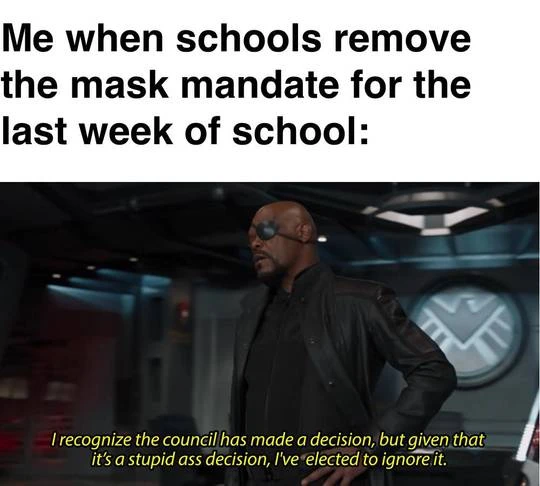 Me when schools remove
the mask mandate for the
last week of school:
I recognize the council has made a decision, but given that
it's a stupid ass decision, I've elected to ignore it.